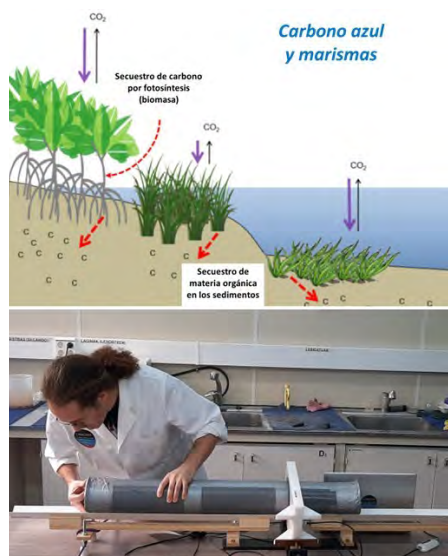 Carbono azul
y marismas
CO₂
Secuestro de carbono
por fotosíntesis
(biomasa)
CO₂
CO₂
C C C C C C C C C
C C C C C
Secuestro de
materia orgánica
en los sedimentos
C C C C